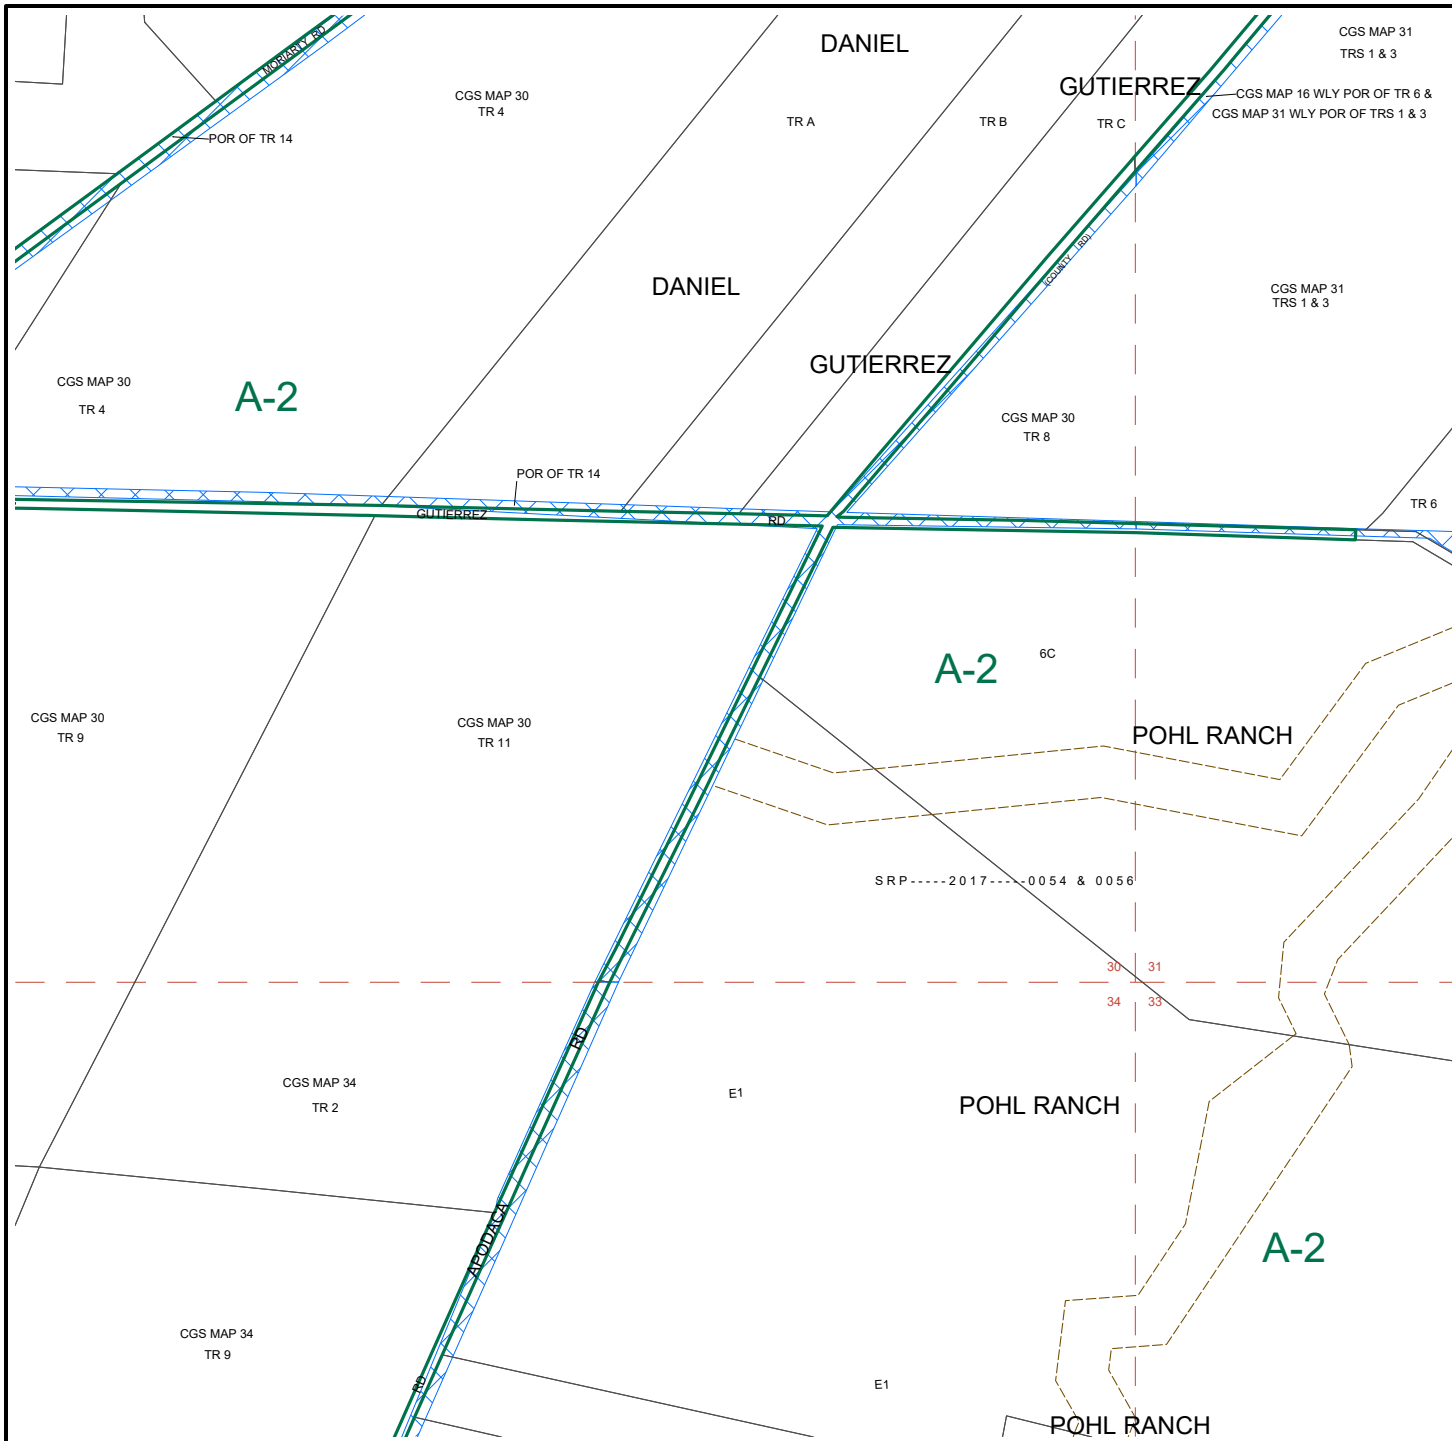 MORIARTY RD
POR OF TR 14
CGS MAP 30
TR 4
DANIEL
GUTIERREZ
TR A
TR B
TR C
CGS MAP 31
TRS 1 & 3
CGS MAP 16 WLY POR OF TR 6 &
CGS MAP 31 WLY POR OF TRS 1 & 3
(COUNTY RD)
DANIEL
CGS MAP 31
TRS 1 & 3
GUTIERREZ
CGS MAP 30
TR 4
A-2
CGS MAP 30
TR 8
POR OF TR 14
TR 6
GUTIERREZ
RD
A-2
6C
CGS MAP 30
TR 9
CGS MAP 30
TR 11
POHL RANCH
SRP-----2017-----0054 & 0056
30
31
34
33
RD
CGS MAP 34
TR 2
E1
POHL RANCH
APODACA
A-2
CGS MAP 34
TR 9
RD
E1
POHL RANCH